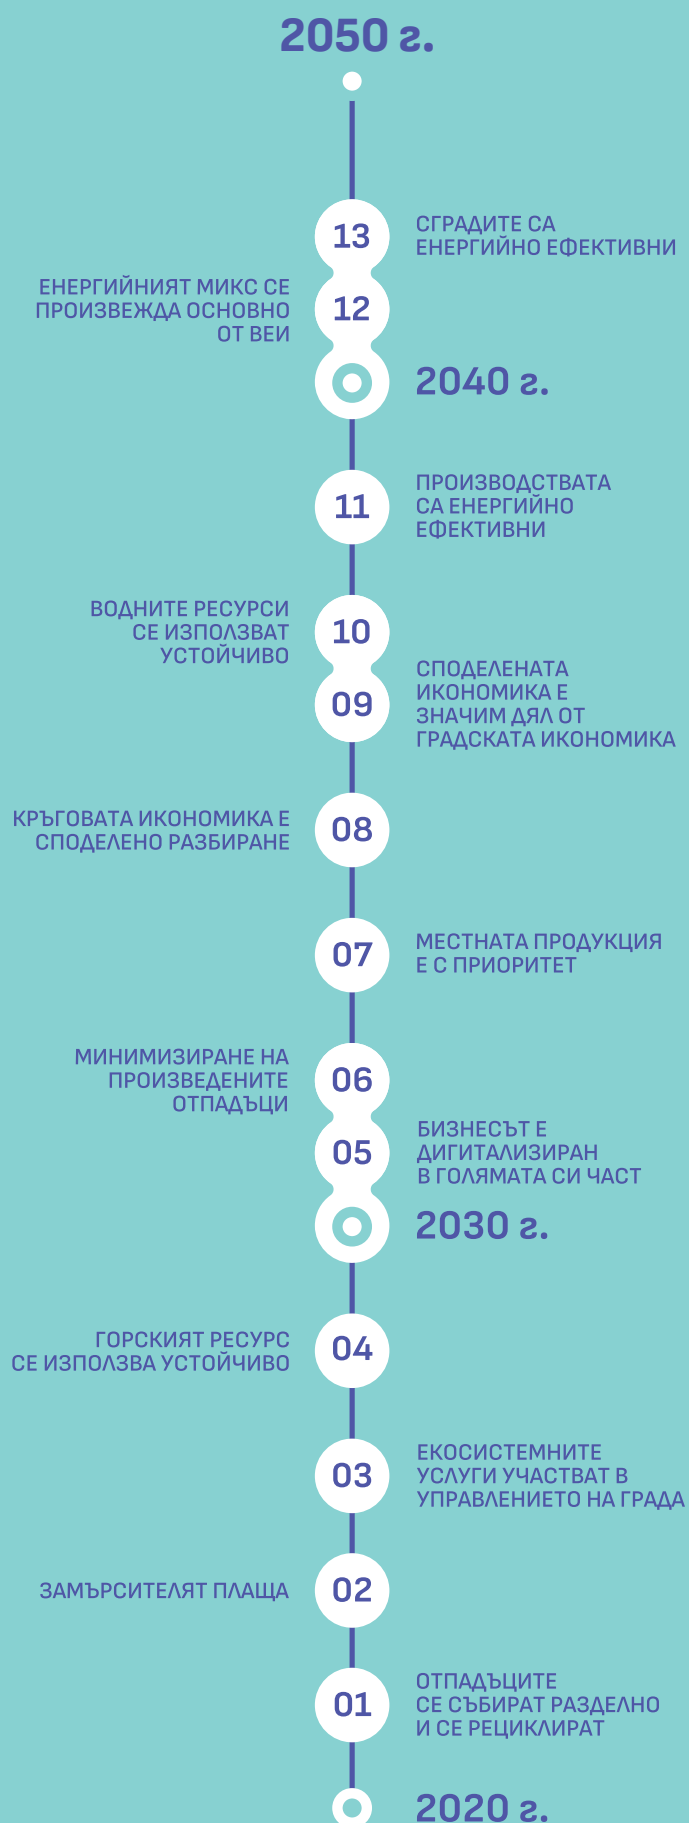 2050 г.
13
СГРАДИТЕ СА
ЕНЕРГИЙНО ЕФЕКТИВНИ
ЕНЕРГИЙНИЯТ МИКС СЕ
ПРОИЗВЕЖДА ОСНОВНО
ОТ ВЕИ
12
2040 г.
11
ПРОИЗВОДСТВАТА
СА ЕНЕРГИЙНО
ЕФЕКТИВНИ
ВОДНИТЕ РЕСУРСИ
СЕ ИЗПОЛЗВАТ
УСТОЙЧИВО
10
09
СПОДЕЛЕНАТА
ИКОНОМИКА Е
ЗНАЧИМ ДЯЛ ОТ
ГРАДСКАТА ИКОНОМИКА
КРЪГОВАТА ИКОНОМИКА Е
СПОДЕЛЕНО РАЗБИРАНЕ
08
07
МЕСТНАТА ПРОДУКЦИЯ
Е С ПРИОРИТЕТ
МИНИМИЗИРАНЕ НА
ПРОИЗВЕДЕНИТЕ
ОТПАДЪЦИ
06
05
БИЗНЕСЪТ Е
ДИГИТАЛИЗИРАН
В ГОЛЯМАТА СИ ЧАСТ
2030 г.
ГОРСКИЯТ РЕСУРС
СЕ ИЗПОЛЗВА УСТОЙЧИВО
04
03
ЕКОСИСТЕМНИТЕ
УСЛУГИ УЧАСТВАТ В
УПРАВЛЕНИЕТО НА ГРАДА
ЗАМЪРСИТЕЛЯТ ПЛАЩА
02
01
ОТПАДЪЦИТЕ
СЕ СЪБИРАТ РАЗДЕЛНО
И СЕ РЕЦИКЛИРАТ
2020 г.